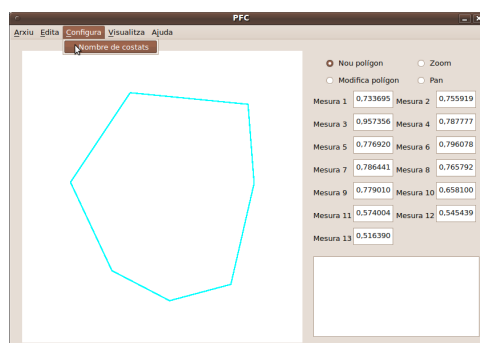 PFC
Arxiu Edita Configura Visualitza Ajuda
Nombre de costats
Nou polígon Zoom
Modifica polígon Pan
Mesura 1 0,733695 Mesura 2 0,755919
Mesura 3 0,957356 Mesura 4 0,787777
Mesura 5 0,776920 Mesura 6 0,796078
Mesura 7 0,786441 Mesura 8 0,765792
Mesura 9 0,779010 Mesura 10 0,658100
Mesura 11 0,574004 Mesura 12 0,545439
Mesura 13 0,516390